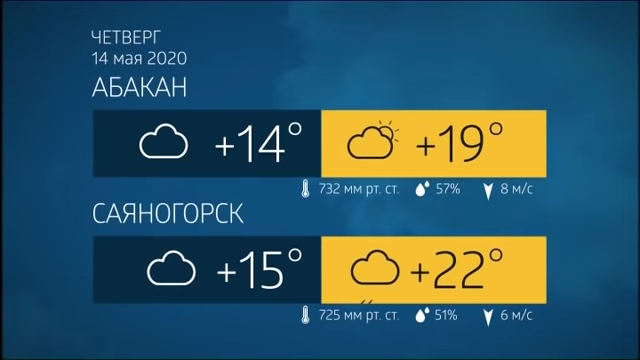 ЧЕТВЕРГ
14 мая 2020
АБАКАН
+14° +19°
732 мм рт. ст. 57% 8 м/с
САЯНОГОРСК
+15° +22°
725 мм рт. ст. 51% 6 м/с